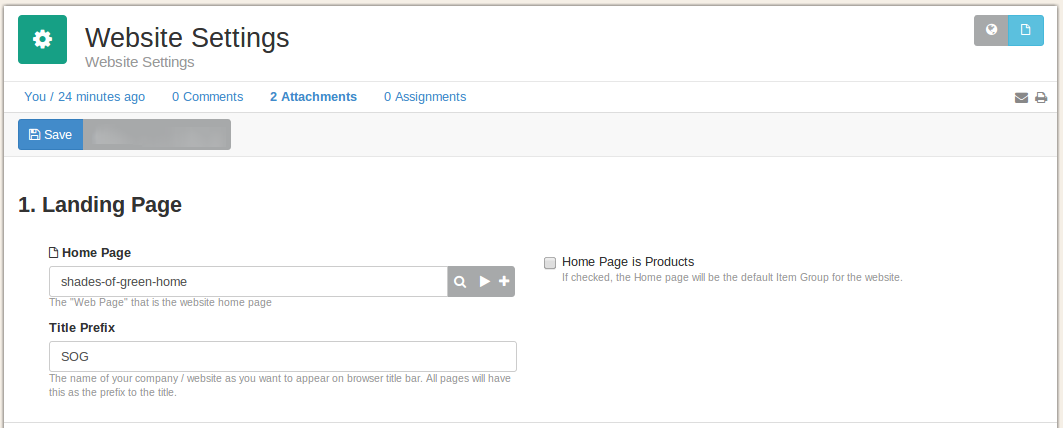 Website Settings
Website Settings
You / 24 minutes ago 0 Comments 2 Attachments 0 Assignments
Save
1. Landing Page
Home Page
shades-of-green-home
The "Web Page" that is the website home page
Home Page is Products
If checked, the Home page will be the default Item Group for the website.
Title Prefix
SOG
The name of your company / website as you want to appear on browser title bar. All pages will have
this as the prefix to the title.